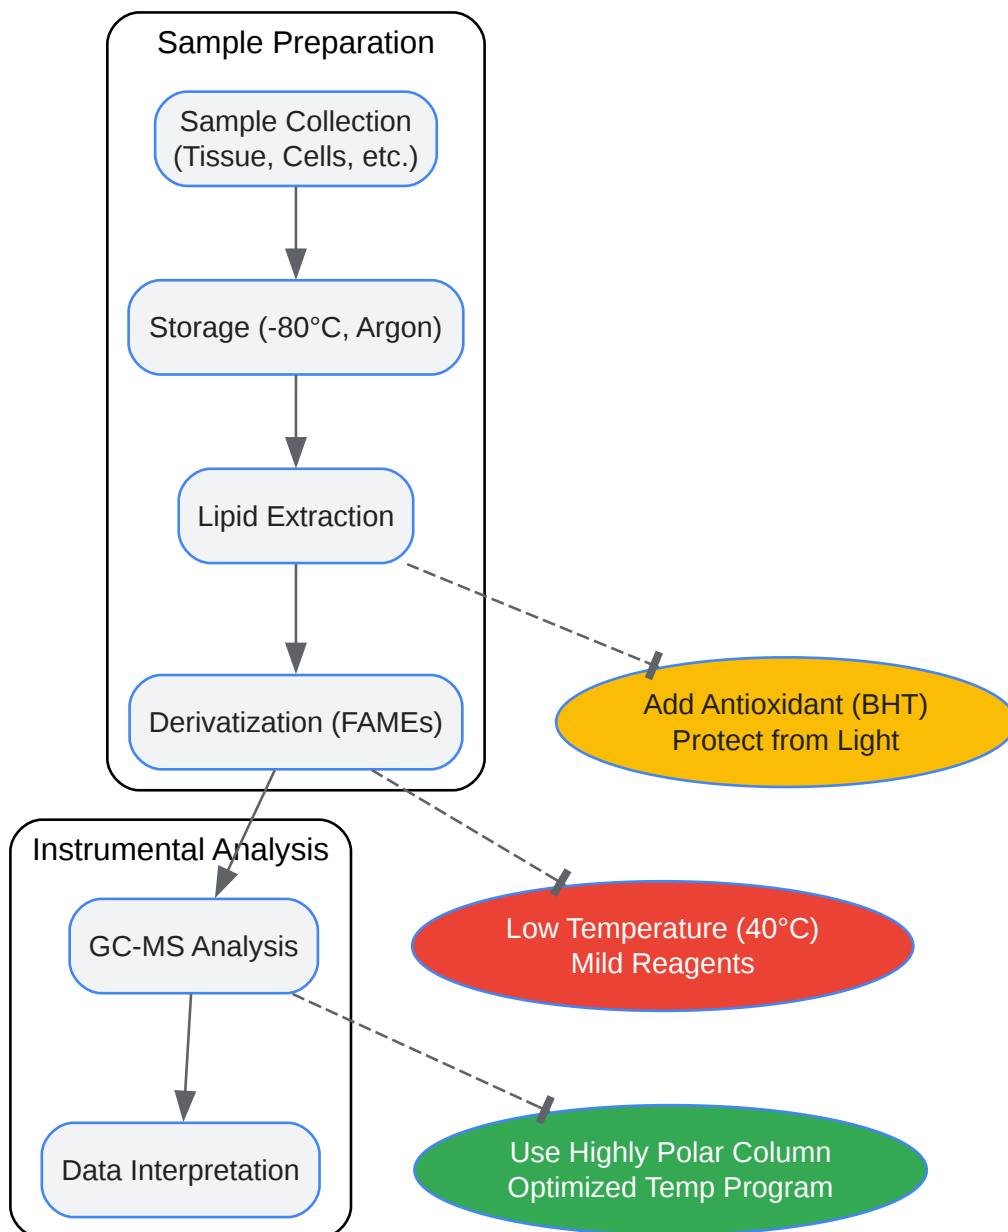 Sample Preparation
Sample Collection
(Tissue, Cells, etc.)
Storage (-80°C, Argon)
Lipid Extraction
Derivatization (FAMEs)
Add Antioxidant (BHT)
Protect from Light
Instrumental Analysis
GC-MS Analysis
Low Temperature (40°C)
Mild Reagents
Data Interpretation
Use Highly Polar Column
Optimized Temp Program